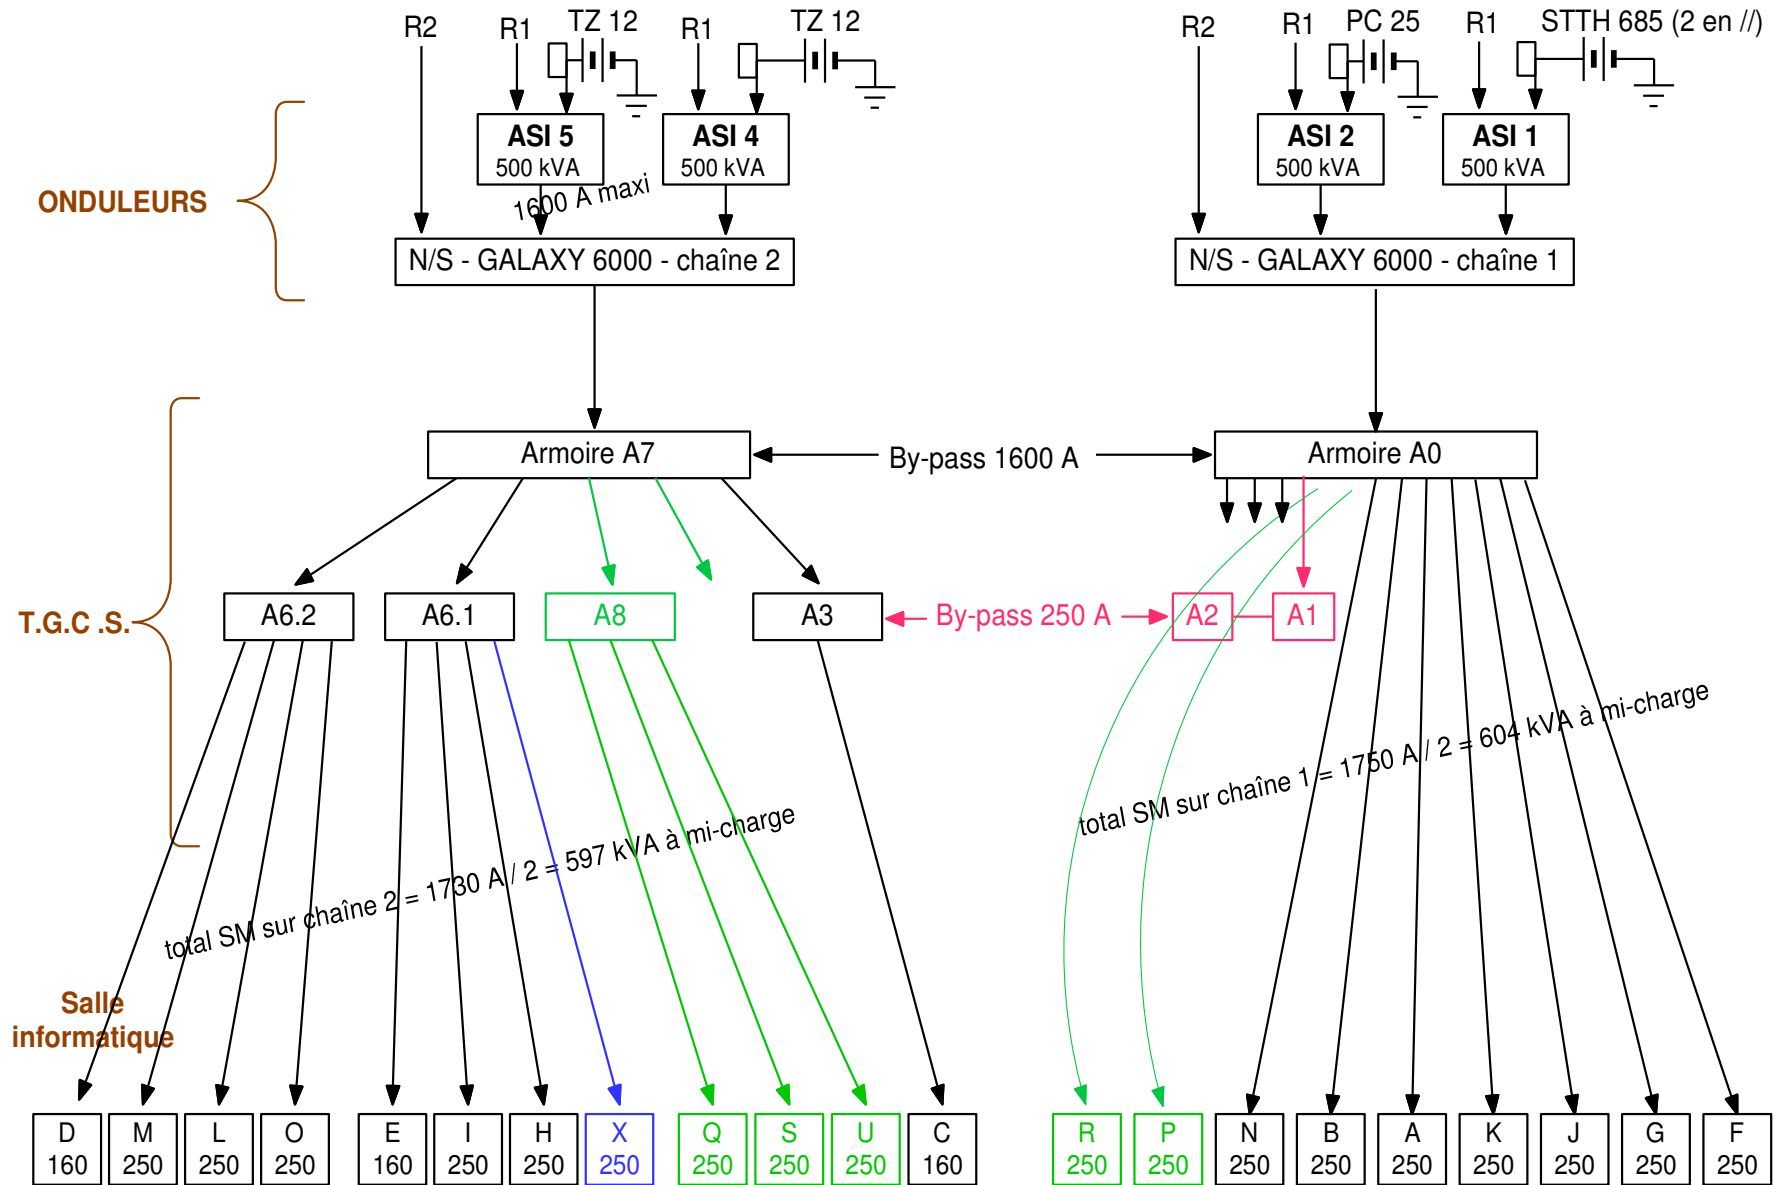 R2
R1
TZ 12
R1
TZ 12
R2
R1
PC 25
R1
STTH 685 (2 en //)
ASI 5
500 kVA
ASI 4
500 kVA
ASI 2
500 kVA
ASI 1
500 kVA
ONDULEURS
1600 A maxi
N/S - GALAXY 6000 - chaîne 2
N/S - GALAXY 6000 - chaîne 1
Armoire A7
By-pass 1600 A
Armoire A0
T.G.C .S.
A6.2
A6.1
A8
A3
By-pass 250 A
A2
A1
total SM sur chaîne 1 = 1750 A / 2 = 604 kVA à mi-charge
total SM sur chaîne 2 = 1730 A / 2 = 597 kVA à mi-charge
Salle
informatique
D
160
M
250
L
250
O
250
E
160
I
250
H
250
X
250
Q
250
S
250
U
250
C
160
R
250
P
250
N
250
B
250
A
250
K
250
J
250
G
250
F
250